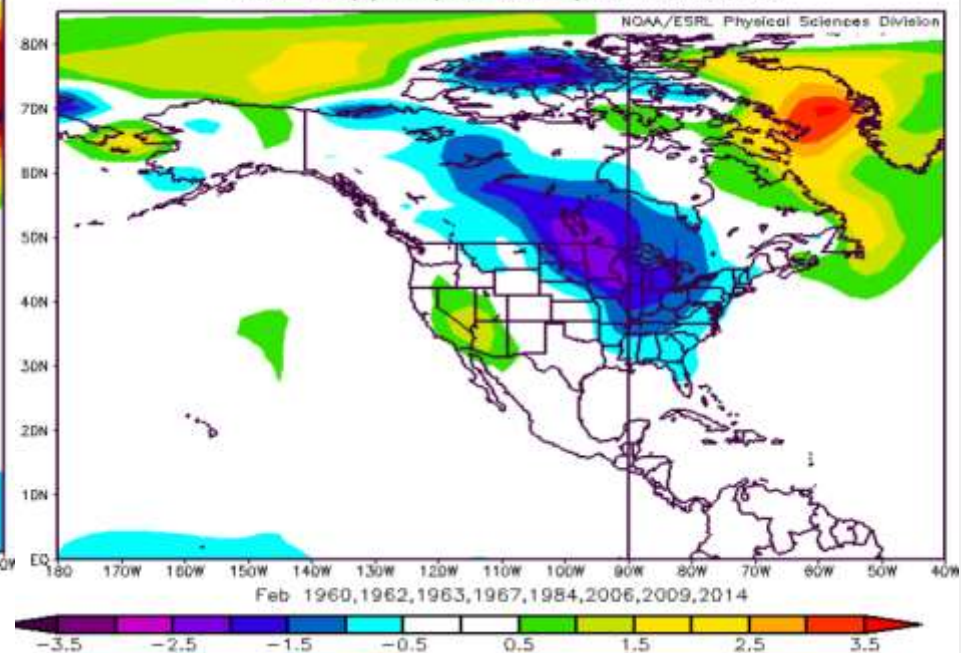 NOAA/ESRL Physical Sciences Division
80N
70N
60N
50N
40N
30N
20N
10N
EQ
180 170W 160W 150W 140W 130W 120W 110W 100W 90W 80W 70W 60W 50W 40W
Feb 1960,1962,1963,1967,1984,2006,2009,2014
-3.5 -2.5 -1.5 -0.5 0.5 1.5 2.5 3.5